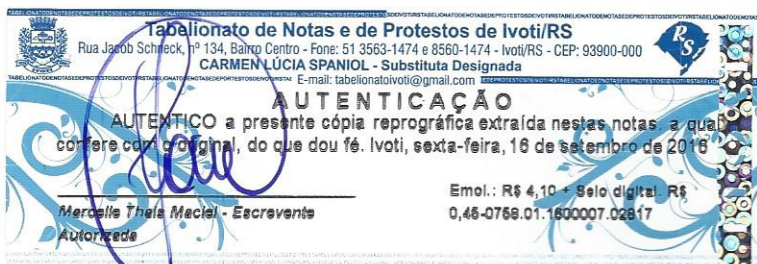 Tabelionato de Notas e de Protestos de Ivoti/RS
Rua Jacob Schneck, nº 134, Bairro Centro - Fone: 51 3563-1474 e 8560-1474 - Ivoti/RS - CEP: 93900-000
CARMEN LÚCIA SPANIOL - Substituta Designada
E-mail: tabelionatoivoti@gmail.com
RS
AUTENTICAÇÃO
AUTENTICO a presente cópia reprográfica extraída nestas notas, a qual
confere com o original, do que dou fé. Ivoti, sexta-feira, 16 de setembro de 2016
Emol.: R$ 4,10 + Selo digital: R$
Marcelle Thais Maciel - Escrevente
0,45-0758.01.1600007.02817
Autorizada